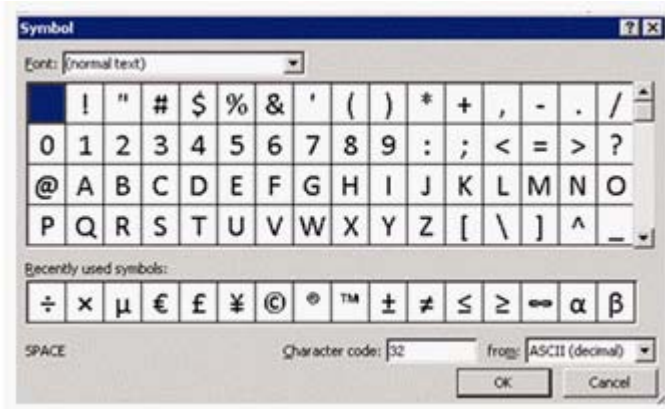 Symbol
Font: (normal text)
! " # $ % & ' ( ) * + , - . /
0 1 2 3 4 5 6 7 8 9 : ; < = > ?
@ A B C D E F G H I J K L M N O
P Q R S T U V W X Y Z [ \ ] ^ _
Recently used symbols:
÷ × µ € £ ¥ © ® ™ ± ≠ ≤ ≥ ∞ α β
SPACE Character code: 32 from: ASCII (decimal)
OK Cancel